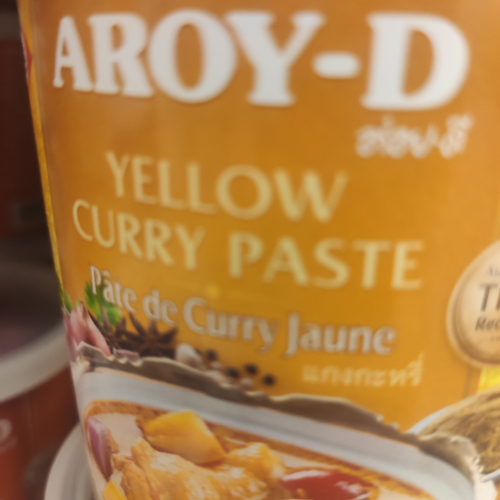 AROY-D
อร่อยดี
YELLOW
CURRY PASTE
Pâte de Curry Jaune
แกงกะหรี่